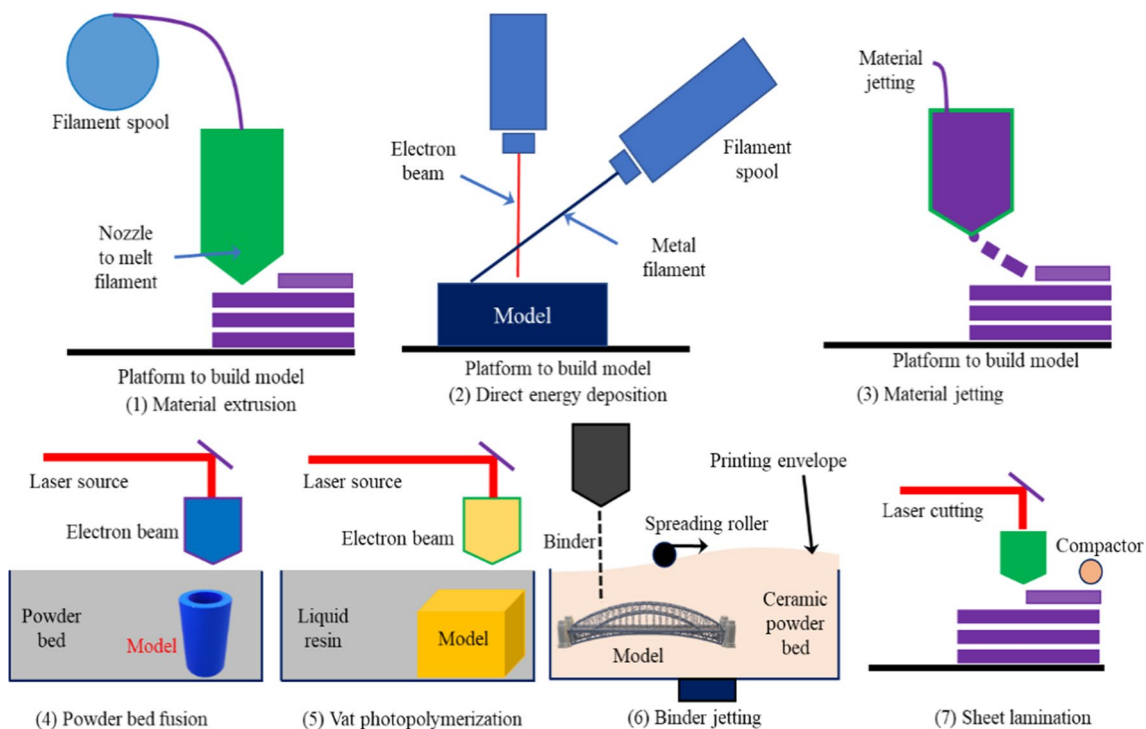 Filament spool
Nozzle
to melt
filament
Platform to build model
(1) Material extrusion
Electron
beam
Filament
spool
Metal
filament
Model
Platform to build model
(2) Direct energy deposition
Material
jetting
Platform to build model
(3) Material jetting
Laser source
Electron beam
Powder
bed
Model
(4) Powder bed fusion
Laser source
Electron beam
Liquid
resin
Model
(5) Vat photopolymerization
Printing envelope
Spreading roller
Binder
Ceramic
powder
bed
Model
(6) Binder jetting
Laser cutting
Compactor
(7) Sheet lamination